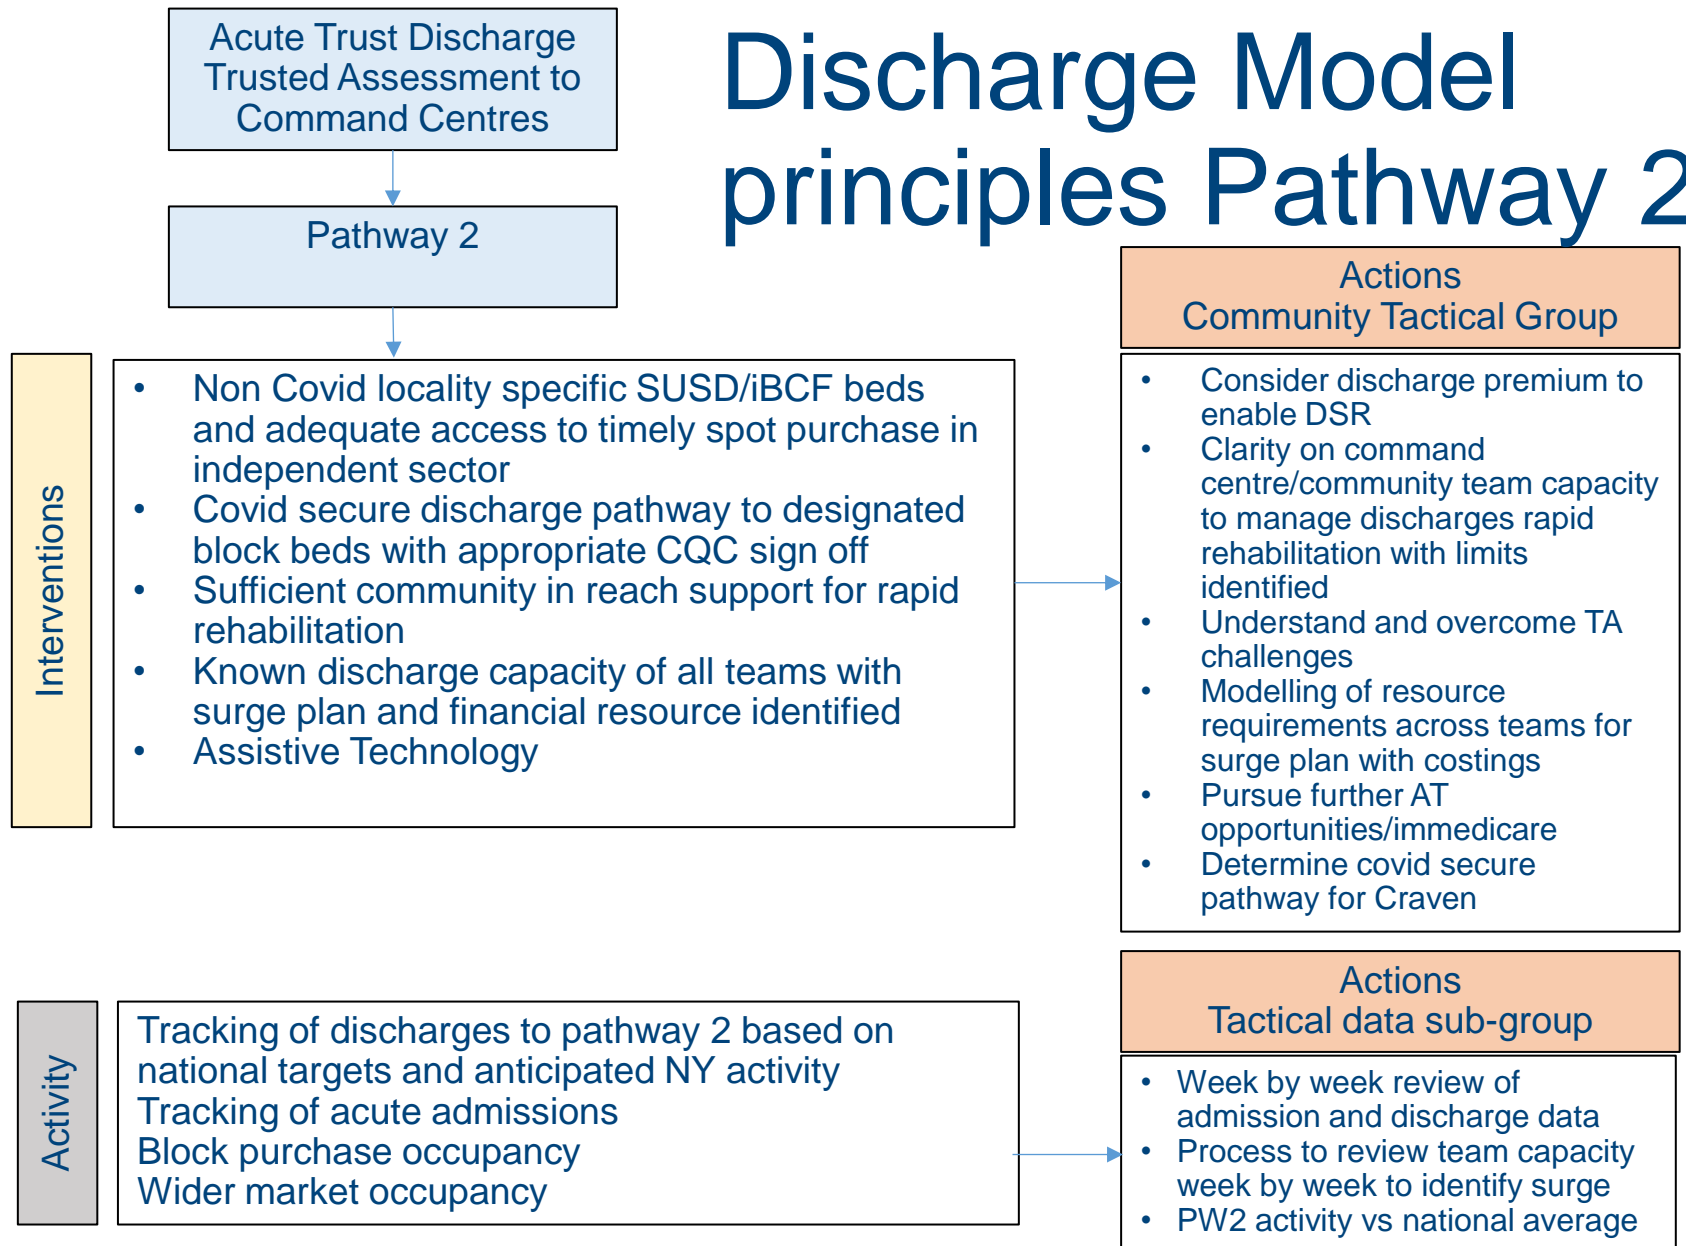 Acute Trust Discharge
Trusted Assessment to
Command Centres
Discharge Model
principles Pathway 2
Pathway 2
Interventions
• Non Covid locality specific SUSD/iBCF beds
and adequate access to timely spot purchase in
independent sector
• Covid secure discharge pathway to designated
block beds with appropriate CQC sign off
• Sufficient community in reach support for rapid
rehabilitation
• Known discharge capacity of all teams with
surge plan and financial resource identified
• Assistive Technology
Actions
Community Tactical Group
• Consider discharge premium to
enable DSR
• Clarity on command
centre/community team capacity
to manage discharges rapid
rehabilitation with limits
identified
• Understand and overcome TA
challenges
• Modelling of resource
requirements across teams for
surge plan with costings
• Pursue further AT
opportunities/immedicare
• Determine covid secure
pathway for Craven
Activity
Tracking of discharges to pathway 2 based on
national targets and anticipated NY activity
Tracking of acute admissions
Block purchase occupancy
Wider market occupancy
Actions
Tactical data sub-group
• Week by week review of
admission and discharge data
• Process to review team capacity
week by week to identify surge
• PW2 activity vs national average